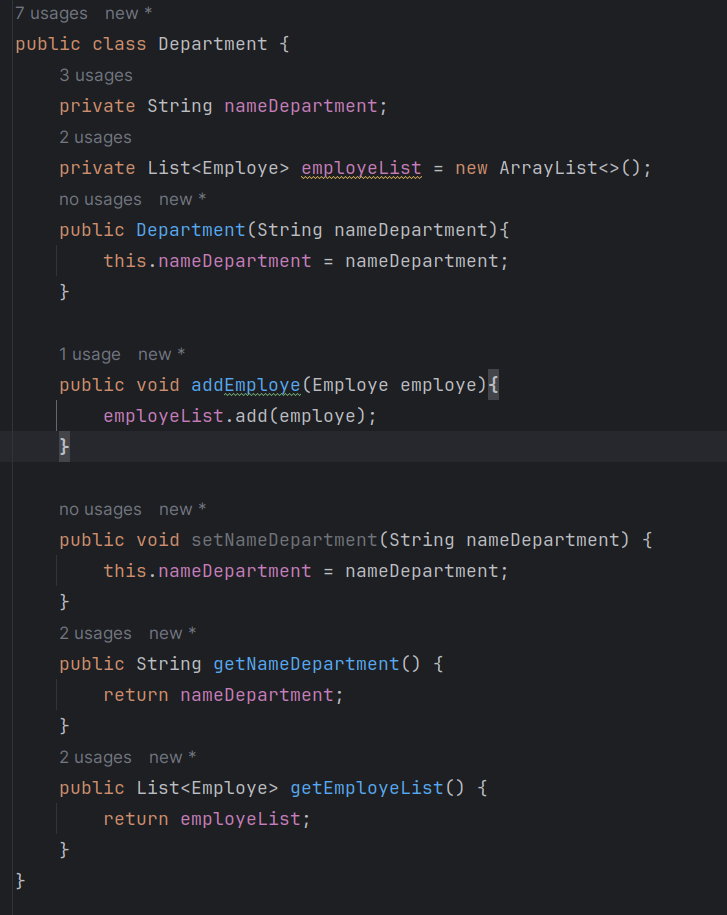 7 usages   new *
public class Department {
3 usages
private String nameDepartment;
2 usages
private List<Employe> employeList = new ArrayList<>();
no usages   new *
public Department(String nameDepartment){
this.nameDepartment = nameDepartment;
}
1 usage   new *
public void addEmploye(Employe employe){
employeList.add(employe);
}
no usages   new *
public void setNameDepartment(String nameDepartment) {
this.nameDepartment = nameDepartment;
}
2 usages   new *
public String getNameDepartment() {
return nameDepartment;
}
2 usages   new *
public List<Employe> getEmployeList() {
return employeList;
}
}